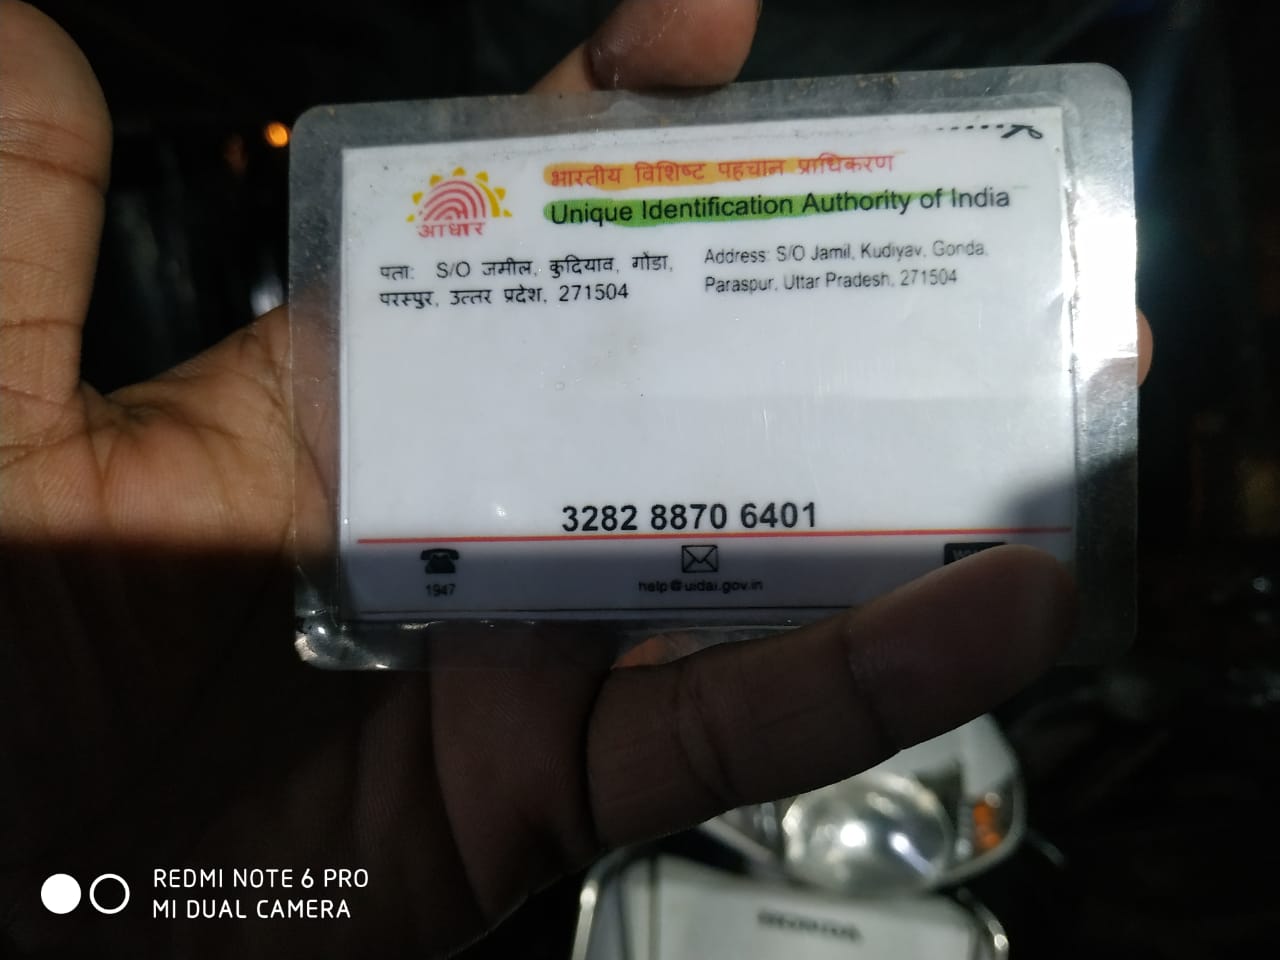 भारतीय विशिष्ट पहचान प्राधिकरण
Unique Identification Authority of India
आधार
पता: S/O जमील, कुदियाव, गोंडा,
परसपुर, उत्तर प्रदेश, 271504
Address: S/O Jamil, Kudiyav, Gonda,
Paraspur, Uttar Pradesh, 271504
3282 8870 6401
1947
help@uidai.gov.in
HONDA
REDMI NOTE 6 PRO
MI DUAL CAMERA